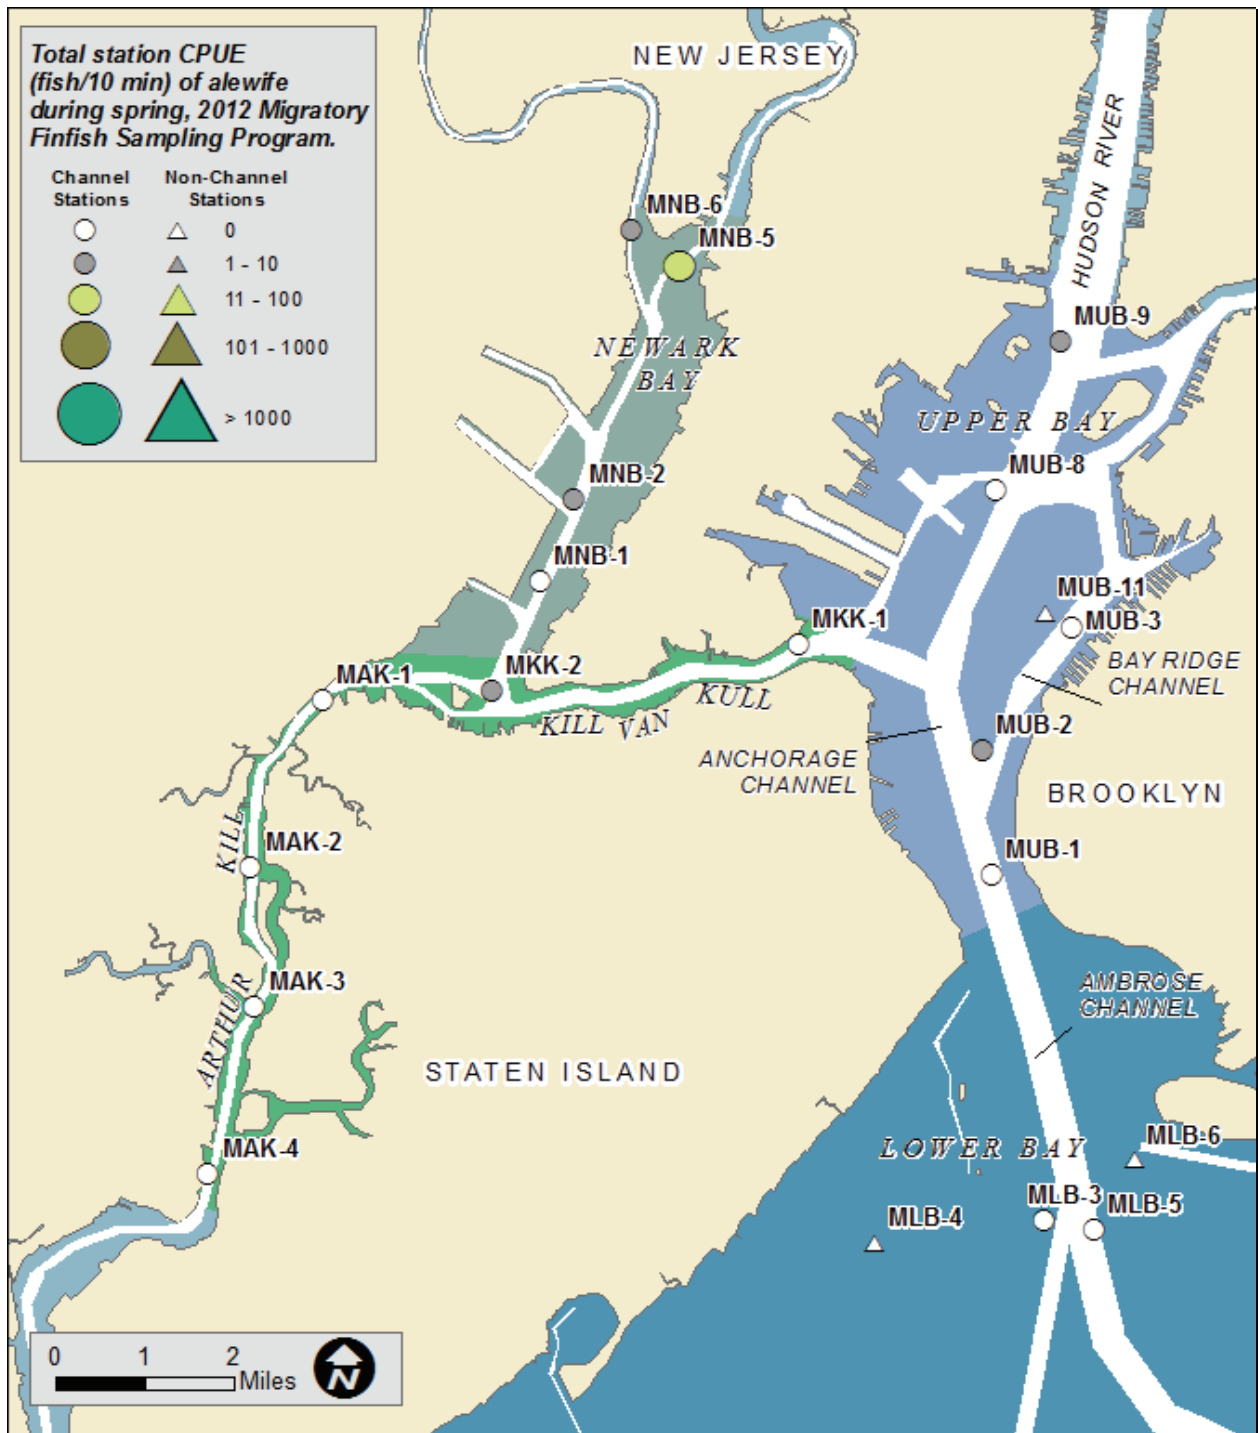 Total station CPUE
(fish/10 min) of alewife
during spring, 2012 Migratory
Finfish Sampling Program.
Channel
Stations
Non-Channel
Stations
0
1 - 10
11 - 100
101 - 1000
> 1000
NEW JERSEY
HUDSON RIVER
MNB-6
MNB-5
MUB-9
NEWARK
BAY
UPPER BAY
MNB-2
MUB-8
MNB-1
MUB-11
MUB-3
MKK-1
MKK-2
MAK-1
BAY RIDGE
CHANNEL
KILL VAN KULL
MUB-2
ANCHORAGE
CHANNEL
BROOKLYN
MAK-2
MUB-1
ARTHUR KILL
MAK-3
AMBROSE
CHANNEL
STATEN ISLAND
MAK-4
LOWER BAY
MLB-6
MLB-3
MLB-5
MLB-4
0 1 2
Miles
N